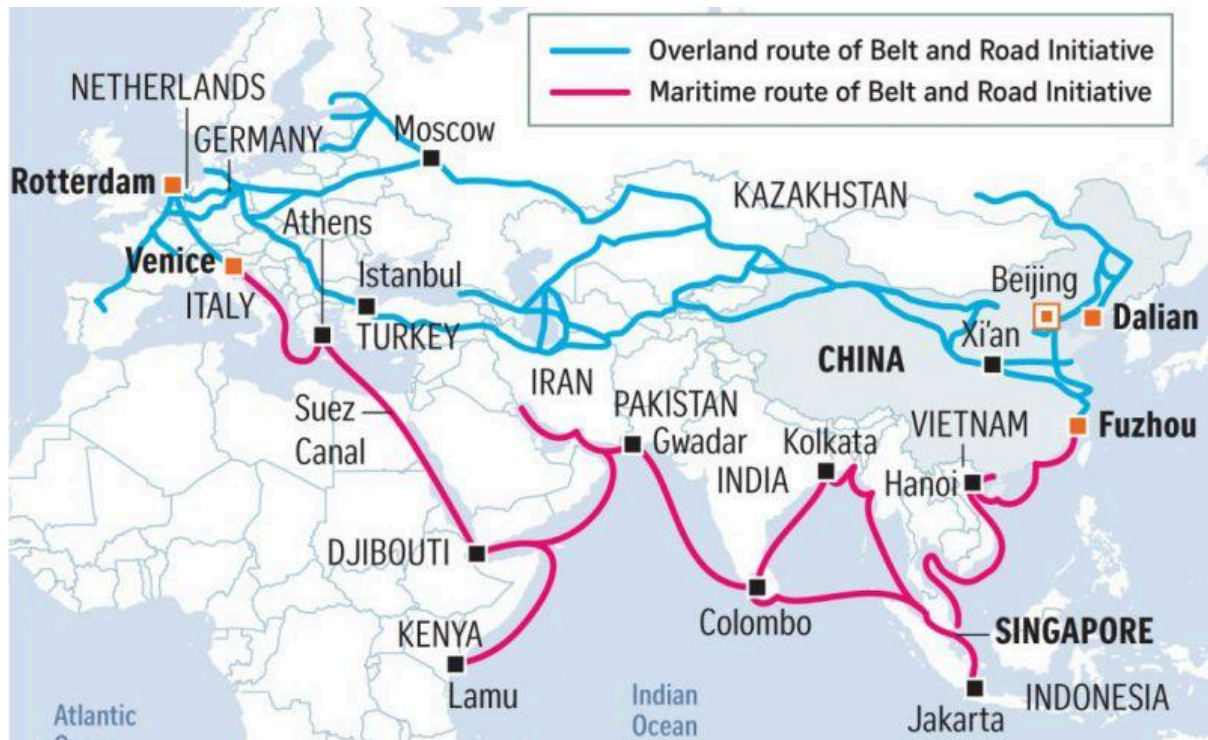 Overland route of Belt and Road Initiative
Maritime route of Belt and Road Initiative
NETHERLANDS
GERMANY
Moscow
Rotterdam
KAZAKHSTAN
Athens
Venice
Istanbul
Beijing
ITALY
TURKEY
Dalian
Xi'an
CHINA
IRAN
Suez
Canal
PAKISTAN
Gwadar
Kolkata
VIETNAM
Fuzhou
INDIA
Hanoi
DJIBOUTI
Colombo
SINGAPORE
KENYA
Lamu
Indian
Ocean
INDONESIA
Jakarta
Atlantic